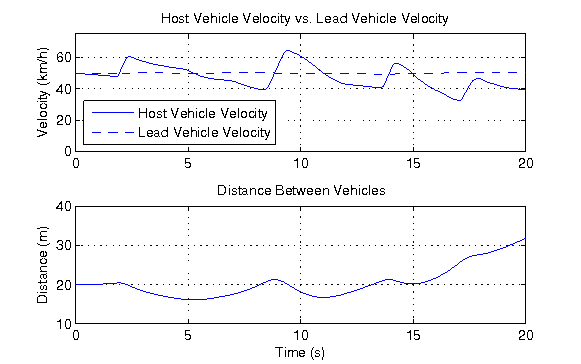 Host Vehicle Velocity vs. Lead Vehicle Velocity
Velocity (km/h)
60
40
20
0
Host Vehicle Velocity
Lead Vehicle Velocity
0 5 10 15 20
Distance Between Vehicles
Distance (m)
40
30
20
10
0 5 10 15 20
Time (s)